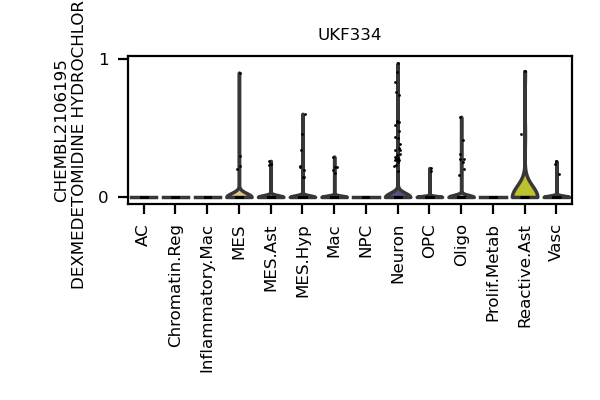 UKF334
CHEMBL2106195
DEXMEDETOMIDINE HYDROCHLOR
1
0
AC
Chromatin.Reg
Inflammatory.Mac
MES
MES.Ast
MES.Hyp
Mac
NPC
Neuron
OPC
Oligo
Prolif.Metab
Reactive.Ast
Vasc